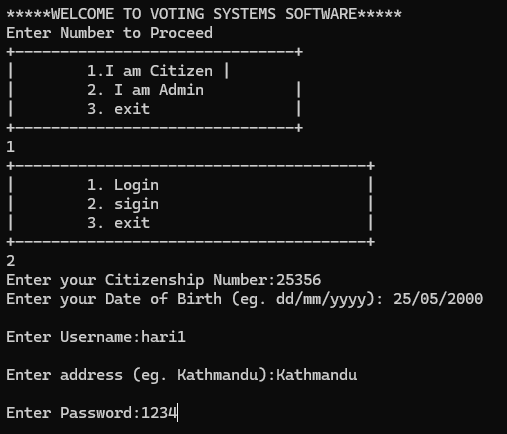 *****WELCOME TO VOTING SYSTEMS SOFTWARE*****
Enter Number to Proceed
+-------------------------------+
|        1.I am Citizen |
|        2. I am Admin          |
|        3. exit                |
+-------------------------------+
1
+---------------------------------------+
|        1. Login                       |
|        2. sigin                       |
|        3. exit                        |
+---------------------------------------+
2
Enter your Citizenship Number:25356
Enter your Date of Birth (eg. dd/mm/yyyy): 25/05/2000
Enter Username:hari1
Enter address (eg. Kathmandu):Kathmandu
Enter Password:1234